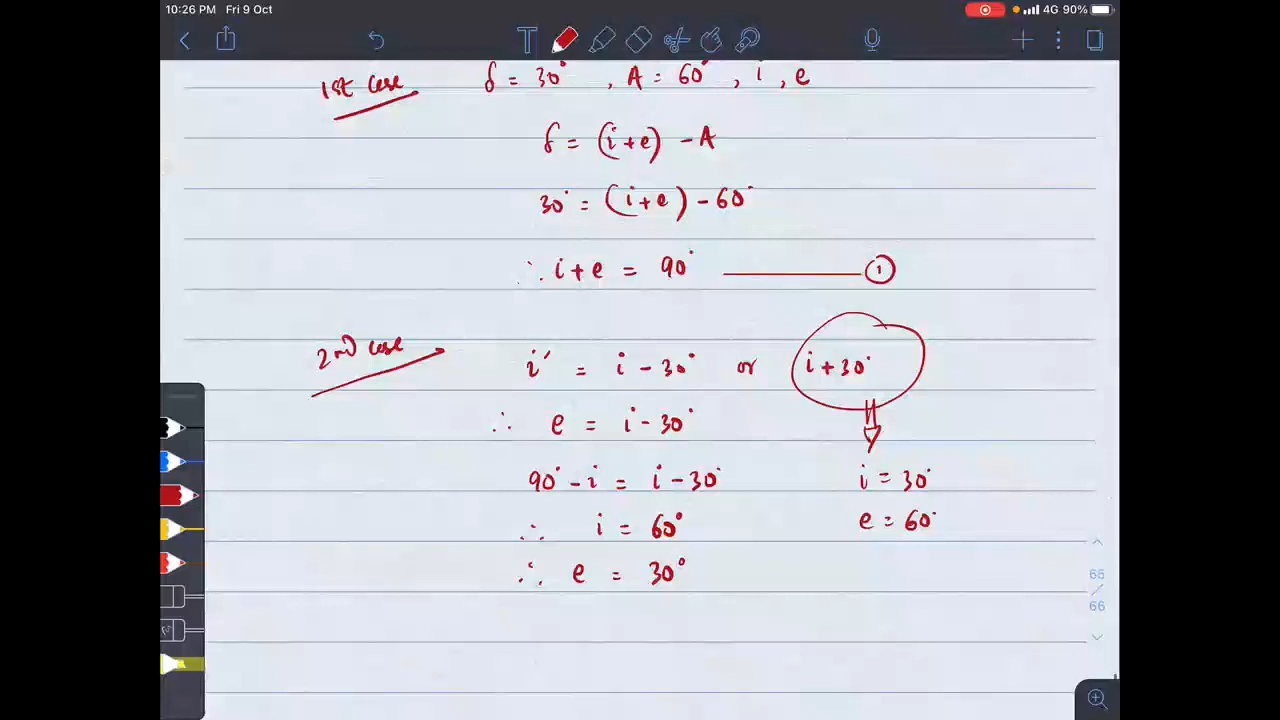 10:26 PM Fri 9 Oct 4G 90%
1st case δ = 30° , A = 60° , i , e
δ = (i+e) - A
30° = (i+e) - 60°
∴ i+e = 90° ——— ①
2nd case i′ = i - 30° or i + 30°
∴ e = i - 30°
90° - i = i - 30° i = 30°
∴ i = 60° e = 60°
∴ e = 30°
66
/
66